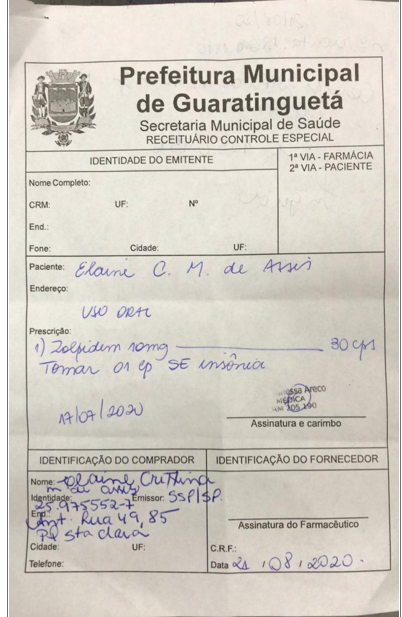 Prefeitura Municipal
de Guaratinguetá
Secretaria Municipal de Saúde
RECEITUÁRIO CONTROLE ESPECIAL
IDENTIDADE DO EMITENTE
1ª VIA - FARMÁCIA
2ª VIA - PACIENTE
Nome Completo:
CRM: UF: Nº
End.:
Fone: Cidade: UF:
Paciente: Elaine C. M. de Assis
Endereço:
USO ORAL
Prescrição:
1) Zolpidem 10mg 30 cps
Tomar 01 cp SE insônia
17/07/2020
Areco
MÉDICA
Assinatura e carimbo
IDENTIFICAÇÃO DO COMPRADOR
Nome: Elaine Cristina
m de Assis
Identidade: Emissor: SSP/SP
25.975552-7
End.:
Ant. Rua 49, 85
Pq Sta Clara
Cidade: UF:
Telefone:
IDENTIFICAÇÃO DO FORNECEDOR
Assinatura do Farmacêutico
C.R.F.:
Data 21 / 08 / 2020.